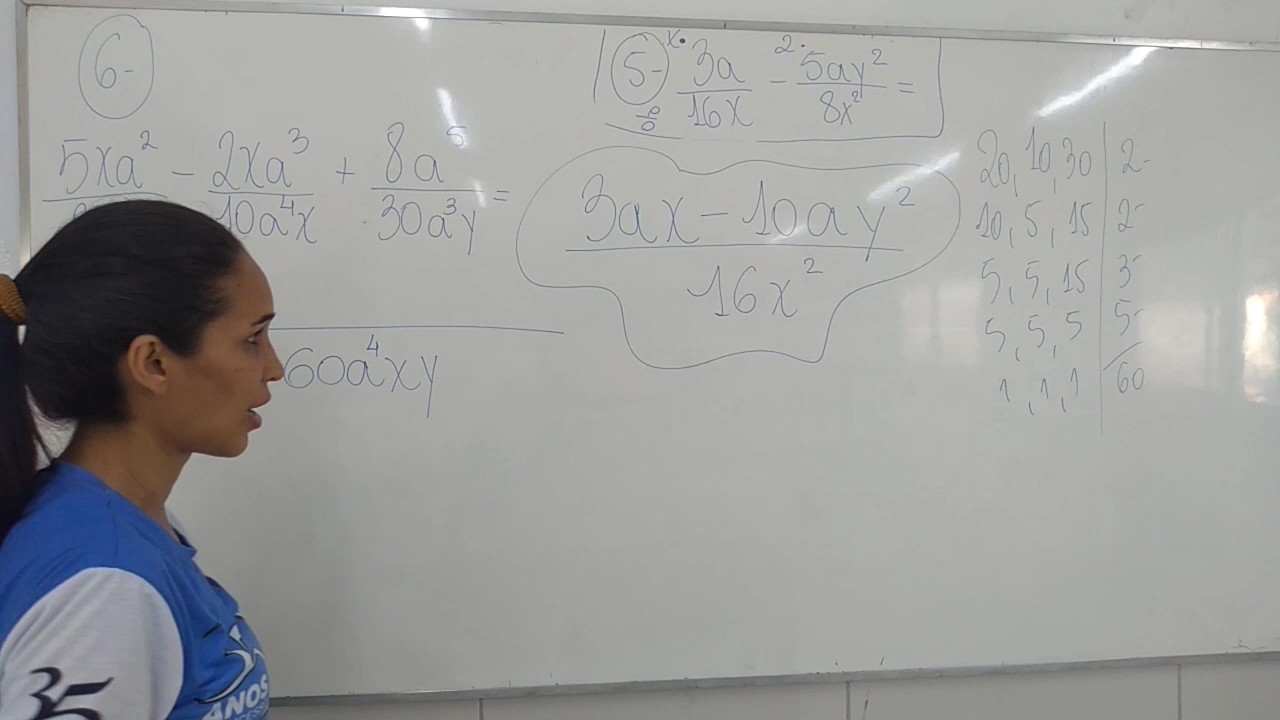 6-
5xa² - 2xa³/10a⁴x + 8a⁵/30a³y =
60a⁴xy
5- x· 3a/16x - 2· 5ay²/8x² =
3ax - 10ay²/16x²
20, 10, 30 | 2-
10, 5, 15 | 2-
5, 5, 15 | 3-
5, 5, 5 | 5-
1, 1, 1 | 60
35
ANOS